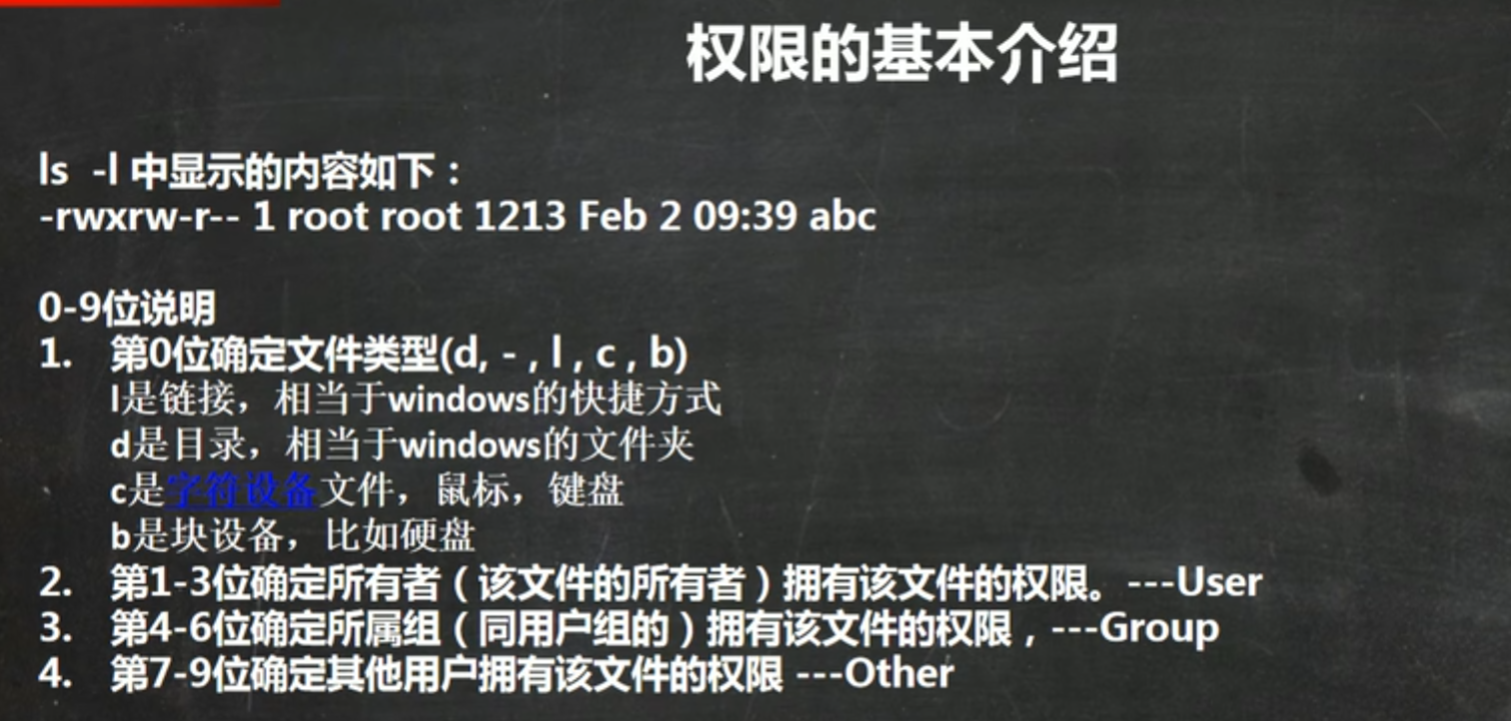 权限的基本介绍
ls -l 中显示的内容如下：
-rwxrw-r-- 1 root root 1213 Feb 2 09:39 abc
0-9位说明
1. 第0位确定文件类型(d, - , l , c , b)
l是链接，相当于windows的快捷方式
d是目录，相当于windows的文件夹
c是字符设备文件，鼠标，键盘
b是块设备，比如硬盘
2. 第1-3位确定所有者（该文件的所有者）拥有该文件的权限。---User
3. 第4-6位确定所属组（同用户组的）拥有该文件的权限，---Group
4. 第7-9位确定其他用户拥有该文件的权限 ---Other